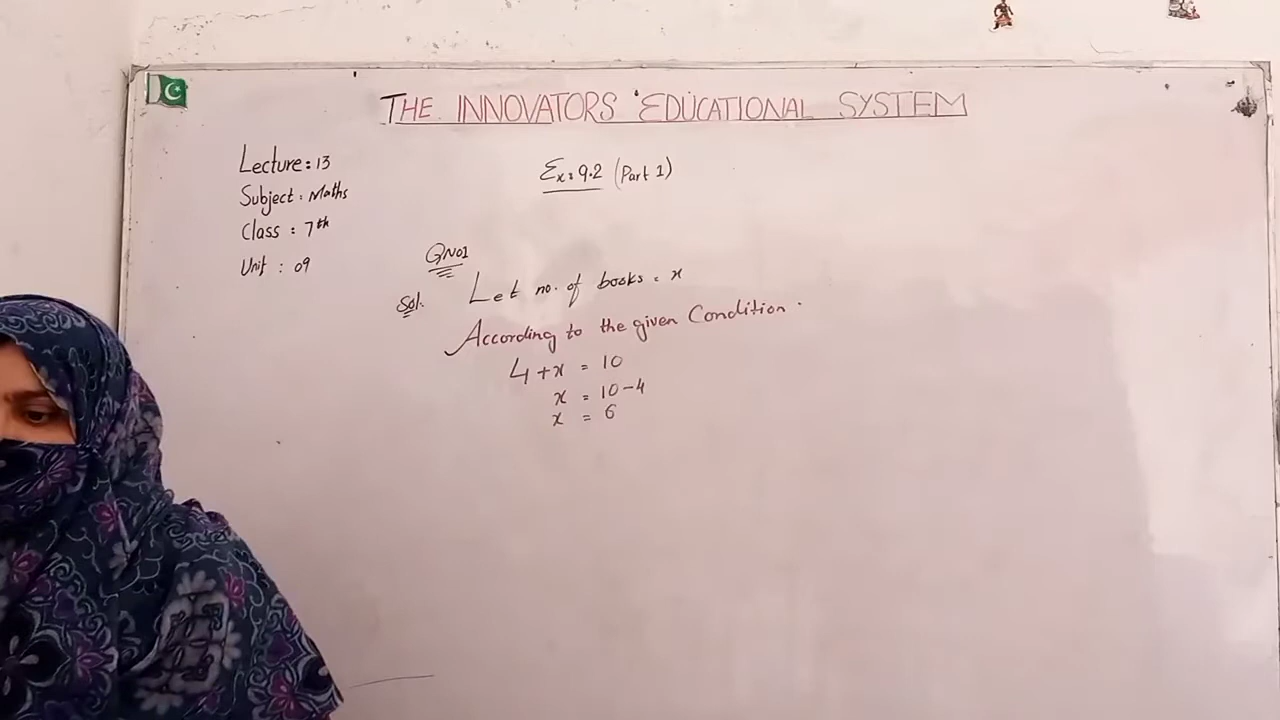 THE INNOVATORS EDUCATIONAL SYSTEM
Lecture: 13
Subject: Maths
Class : 7th
Unit : 09
Ex: 9.2 (Part 1)
Q No1
Sol. Let no. of books = x
According to the given Condition.
4 + x = 10
x = 10 - 4
x = 6